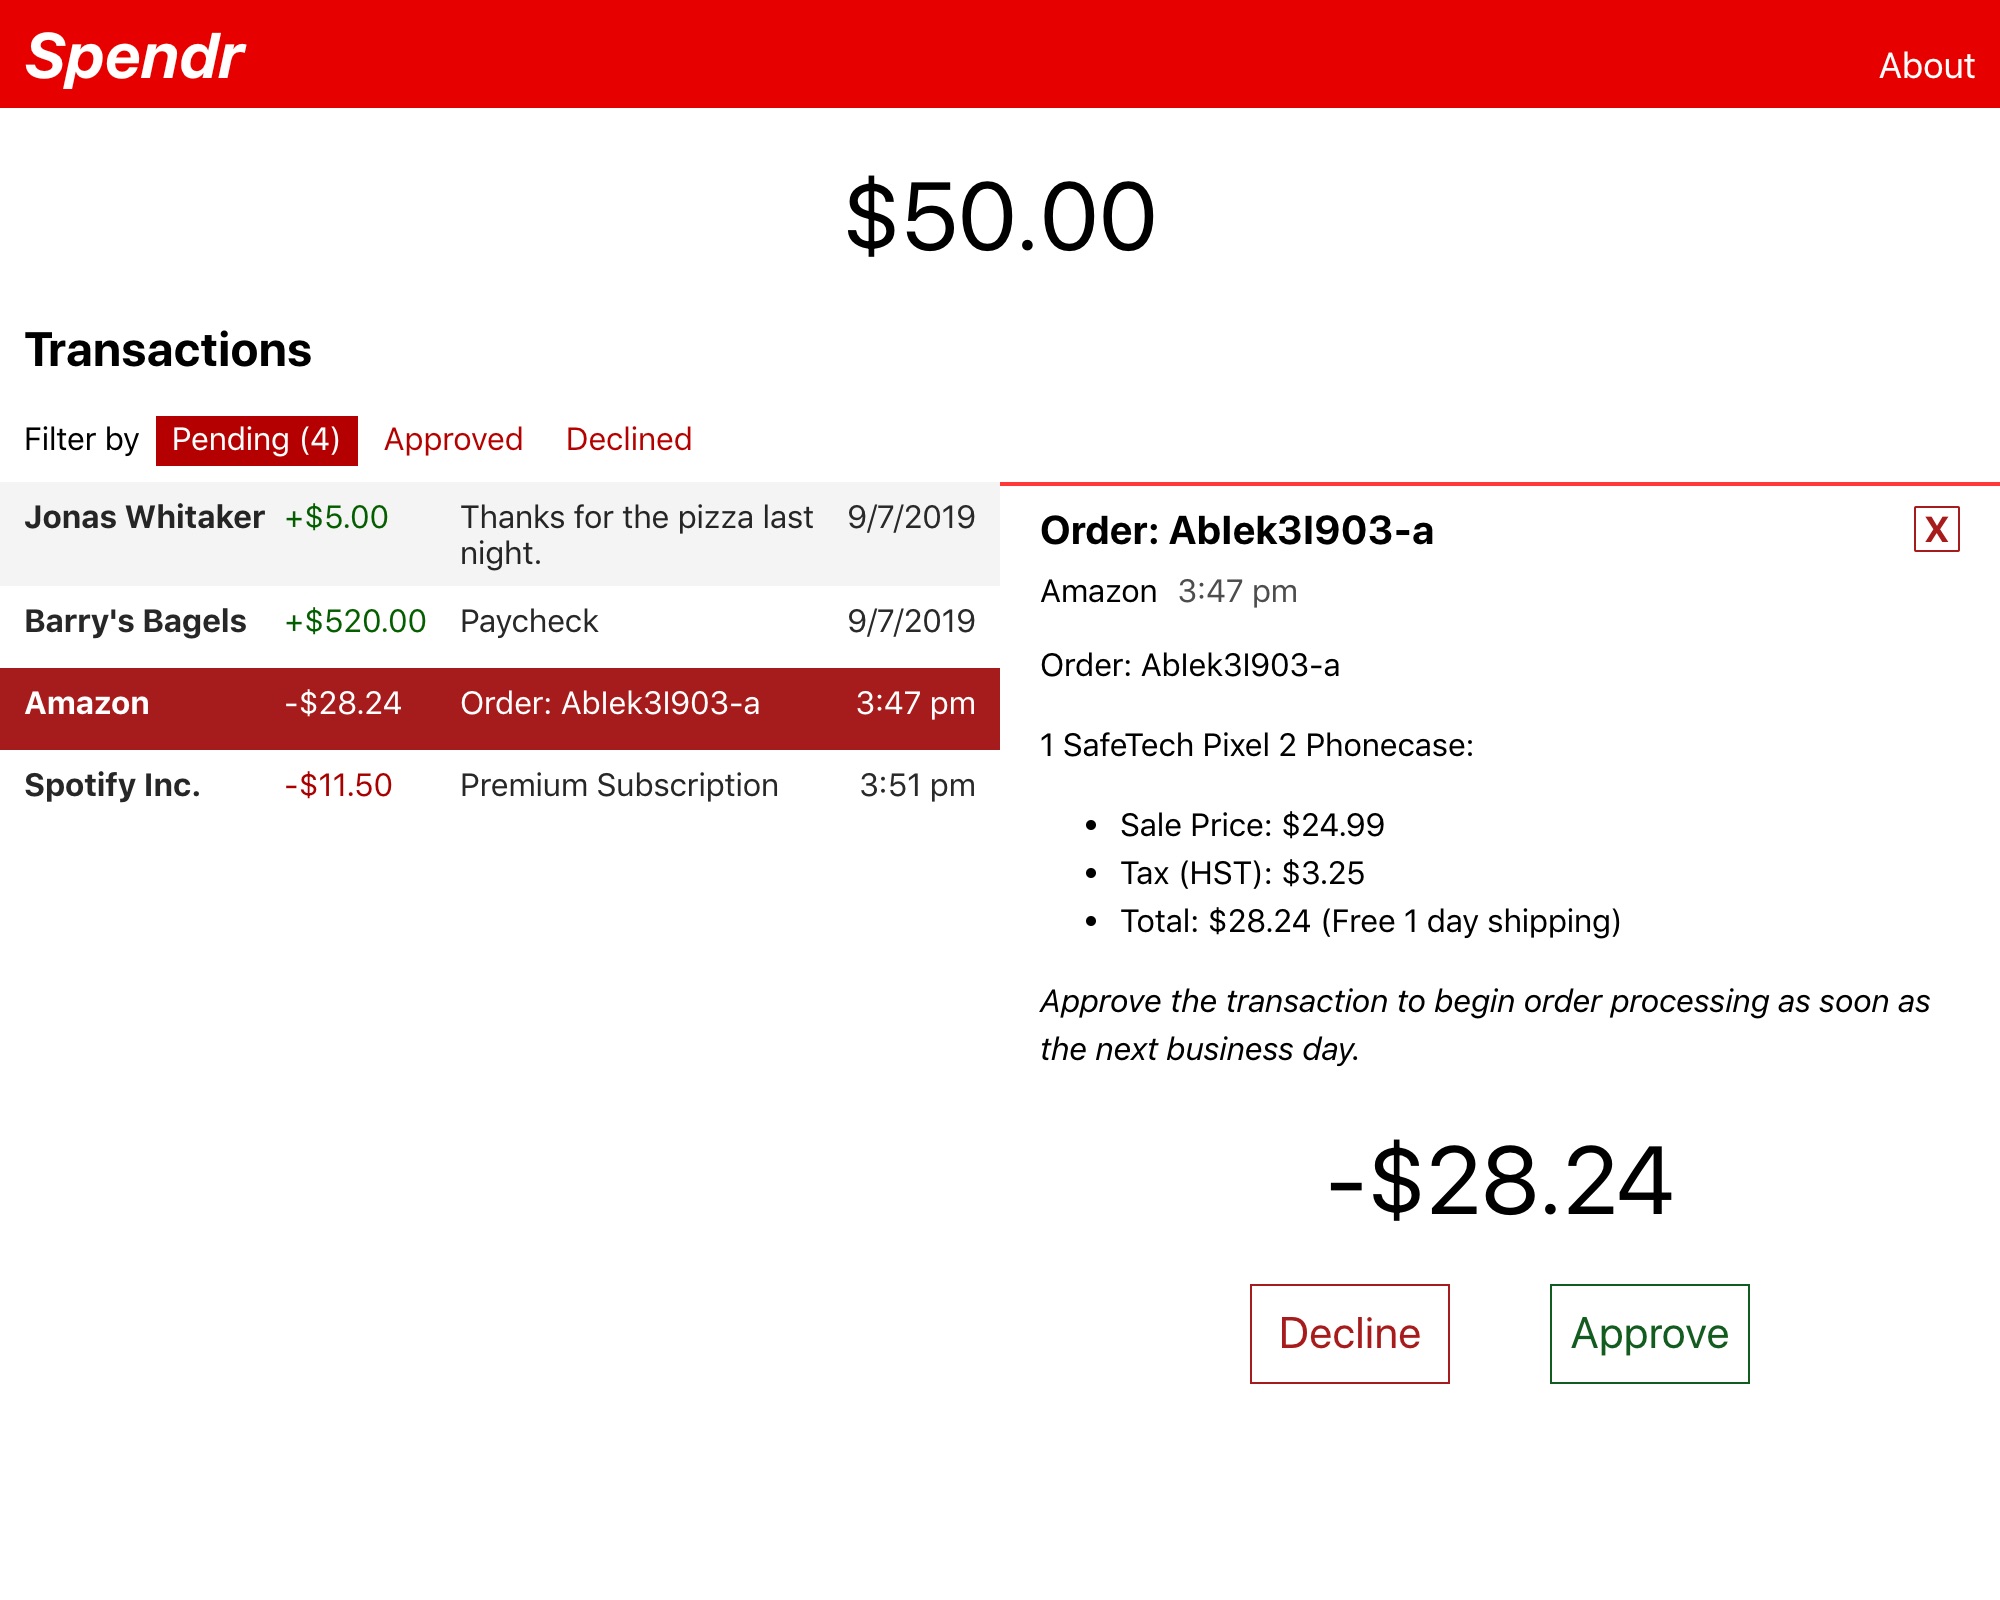 Spendr
About
$50.00
Transactions
Filter by Pending (4) Approved Declined
Jonas Whitaker +$5.00 Thanks for the pizza last night. 9/7/2019
Barry's Bagels +$520.00 Paycheck 9/7/2019
Amazon -$28.24 Order: Ablek3l903-a 3:47 pm
Spotify Inc. -$11.50 Premium Subscription 3:51 pm
Order: Ablek3l903-a
X
Amazon 3:47 pm
Order: Ablek3l903-a
1 SafeTech Pixel 2 Phonecase:
• Sale Price: $24.99
• Tax (HST): $3.25
• Total: $28.24 (Free 1 day shipping)
Approve the transaction to begin order processing as soon as
the next business day.
-$28.24
Decline
Approve